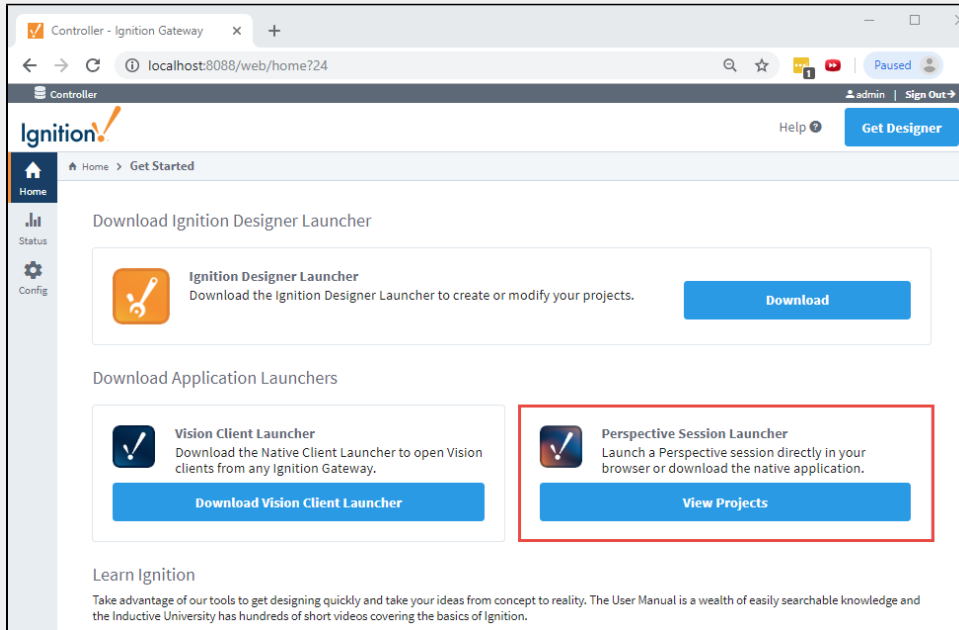 Controller - Ignition Gateway
localhost:8088/web/home?24
1
Paused
Controller
admin | Sign Out
Ignition!
Help
Get Designer
Home > Get Started
Home
Status
Config
Download Ignition Designer Launcher
Ignition Designer Launcher
Download the Ignition Designer Launcher to create or modify your projects.
Download
Download Application Launchers
Vision Client Launcher
Download the Native Client Launcher to open Vision
clients from any Ignition Gateway.
Download Vision Client Launcher
Perspective Session Launcher
Launch a Perspective session directly in your
browser or download the native application.
View Projects
Learn Ignition
Take advantage of our tools to get designing quickly and take your ideas from concept to reality. The User Manual is a wealth of easily searchable knowledge and
the Inductive University has hundreds of short videos covering the basics of Ignition.